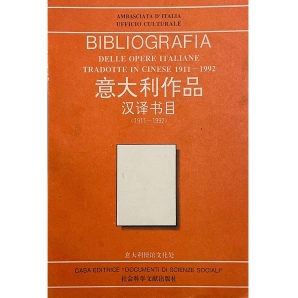 AMBASCIATA D'ITALIA
UFFICIO CULTURALE
BIBLIOGRAFIA
DELLE OPERE ITALIANE
TRADOTTE IN CINESE 1911—1992
意大利作品
汉译书目
(1911—1992)
意大利使馆文化处
CASA EDITRICE "DOCUMENTI DI SCIENZE SOCIALI"
社会科学文献出版社